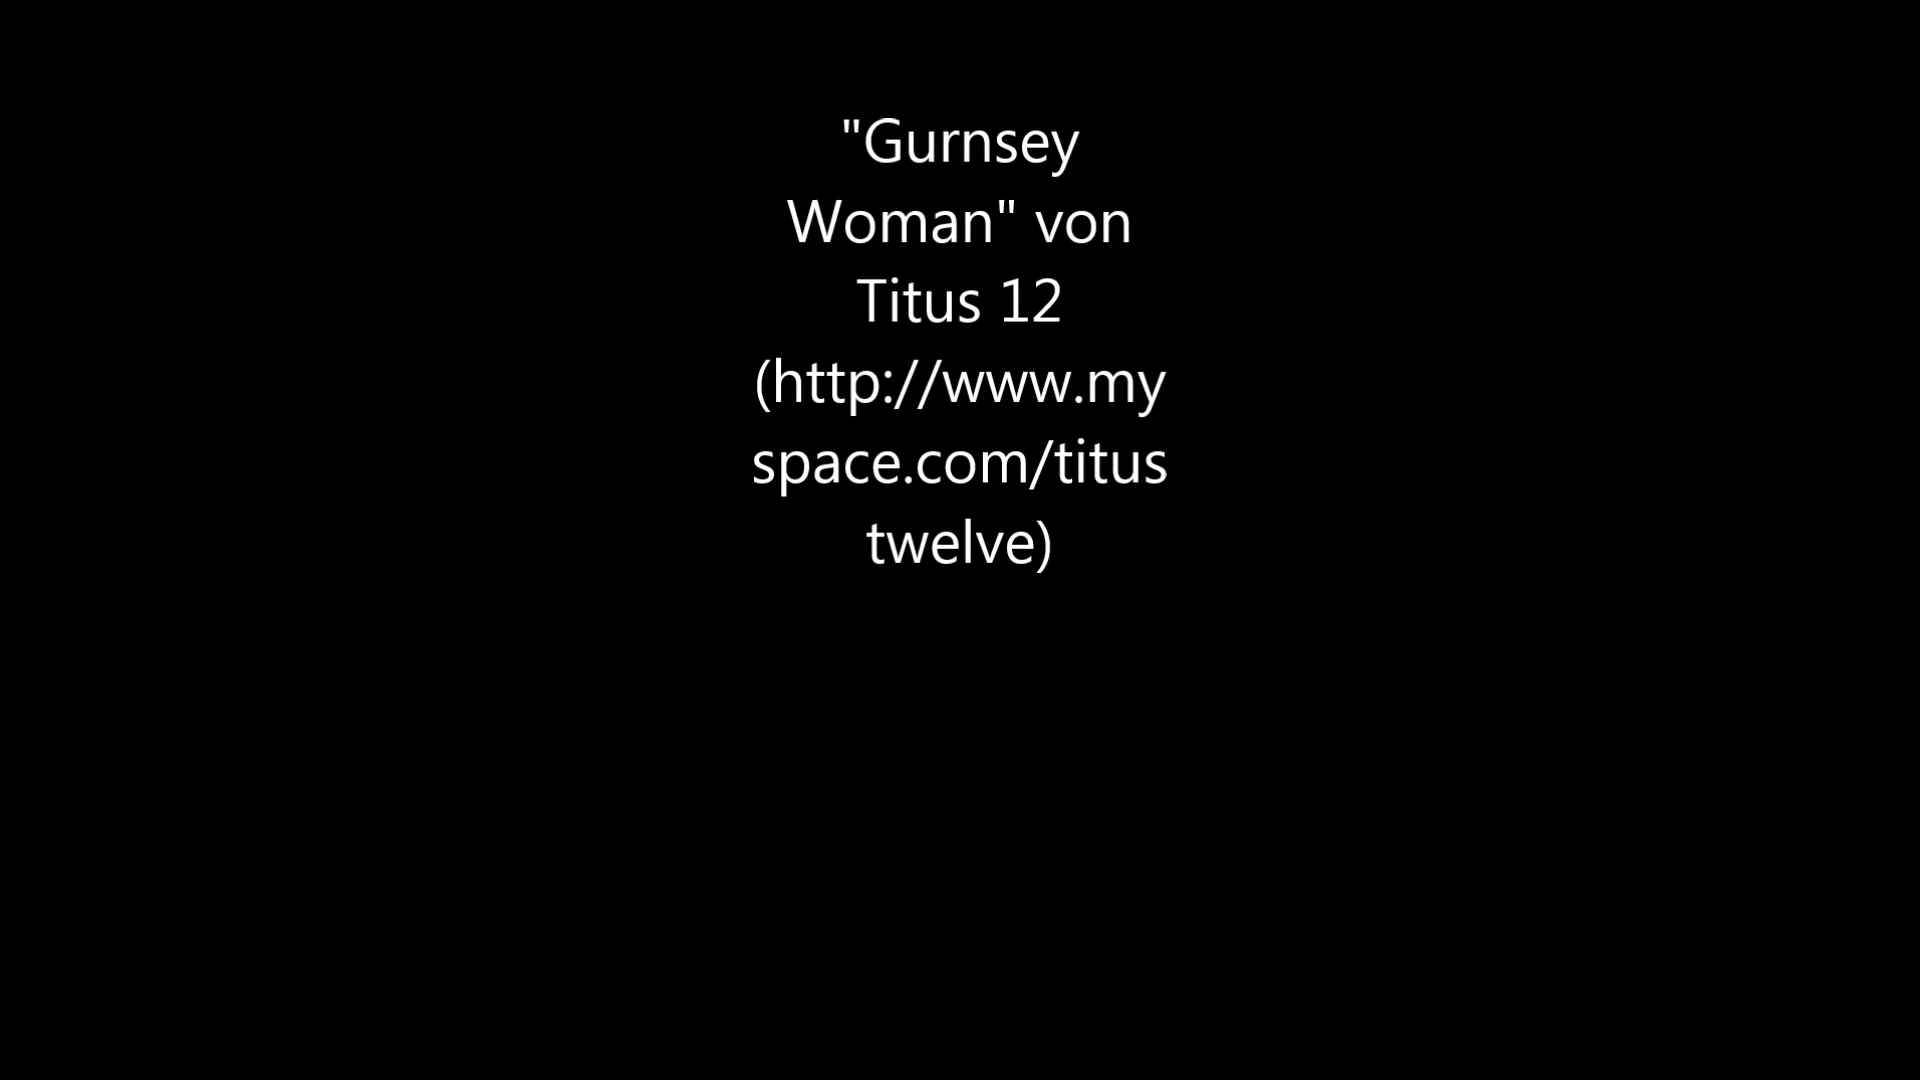 "Gurnsey
Woman" von
Titus 12
(http://www.my
space.com/titus
twelve)